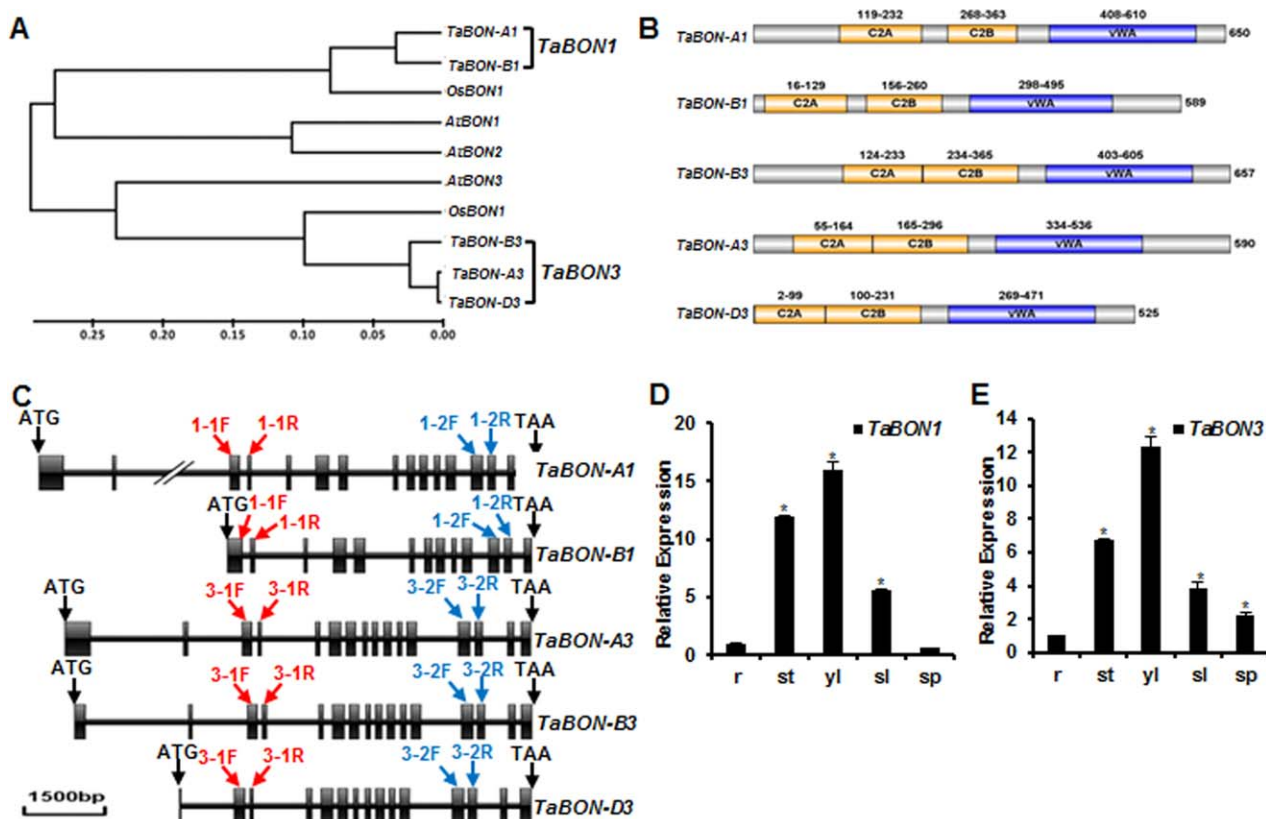 A
TaBON-A1
TaBON-B1
TaBON1
OsBON1
AtBON1
AtBON2
AtBON3
OsBON1
TaBON-B3
TaBON-A3
TaBON-D3
TaBON3
0.25 0.20 0.15 0.10 0.05 0.00
B
119-232 268-363 408-610
TaBON-A1 C2A C2B vWA 650
16-129 156-260 298-495
TaBON-B1 C2A C2B vWA 589
124-233 234-365 403-605
TaBON-B3 C2A C2B vWA 657
55-164 165-296 334-536
TaBON-A3 C2A C2B vWA 590
2-99 100-231 269-471
TaBON-D3 C2A C2B vWA 525
C
ATG 1-1F 1-1R 1-2F 1-2R TAA
TaBON-A1
ATG 1-1F 1-1R 1-2F 1-2R TAA
TaBON-B1
ATG 3-1F 3-1R 3-2F 3-2R TAA
TaBON-A3
ATG 3-1F 3-1R 3-2F 3-2R TAA
TaBON-B3
ATG 3-1F 3-1R 3-2F 3-2R TAA
TaBON-D3
1500bp
D
Relative Expression
20
15
10
5
0
TaBON1
* * *
r st yl sl sp
E
Relative Expression
14
12
10
8
6
4
2
0
TaBON3
* * * *
r st yl sl sp